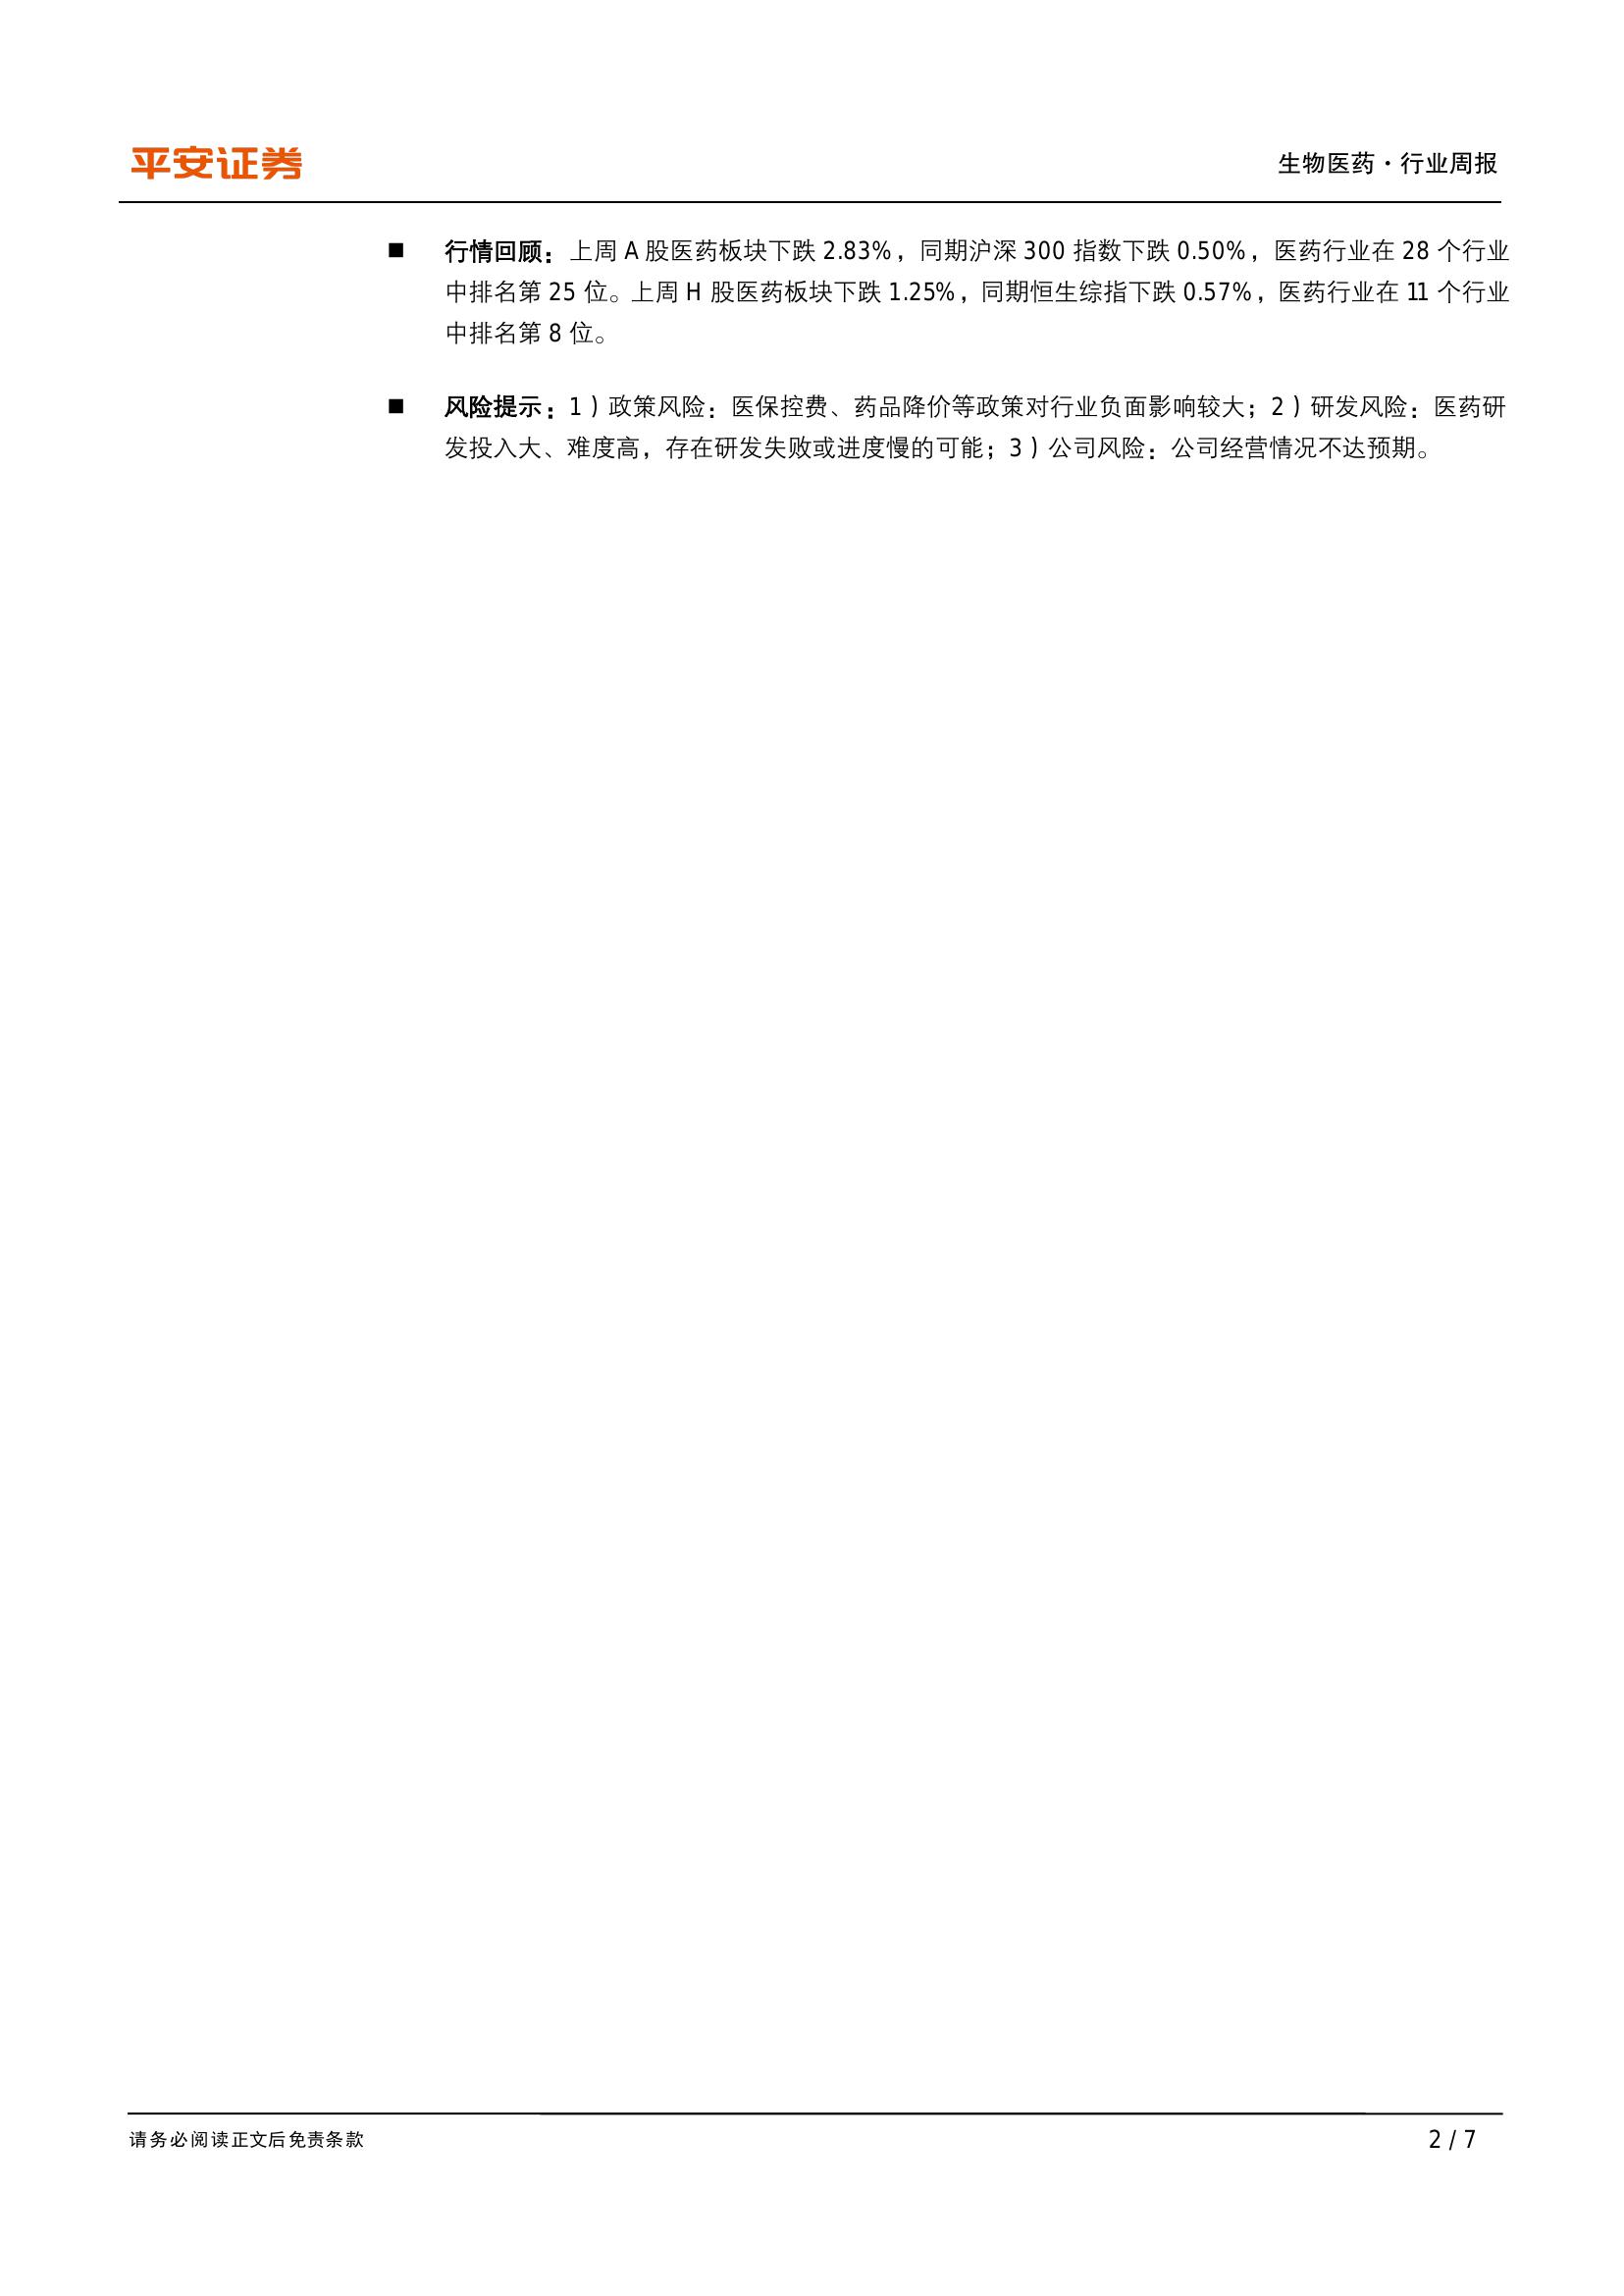 平安证券
生物医药·行业周报
■ 行情回顾：上周 A 股医药板块下跌 2.83%，同期沪深 300 指数下跌 0.50%，医药行业在 28 个行业
中排名第 25 位。上周 H 股医药板块下跌 1.25%，同期恒生综指下跌 0.57%，医药行业在 11 个行业
中排名第 8 位。
■ 风险提示：1）政策风险：医保控费、药品降价等政策对行业负面影响较大；2）研发风险：医药研
发投入大、难度高，存在研发失败或进度慢的可能；3）公司风险：公司经营情况不达预期。
请务必阅读正文后免责条款
2 / 7